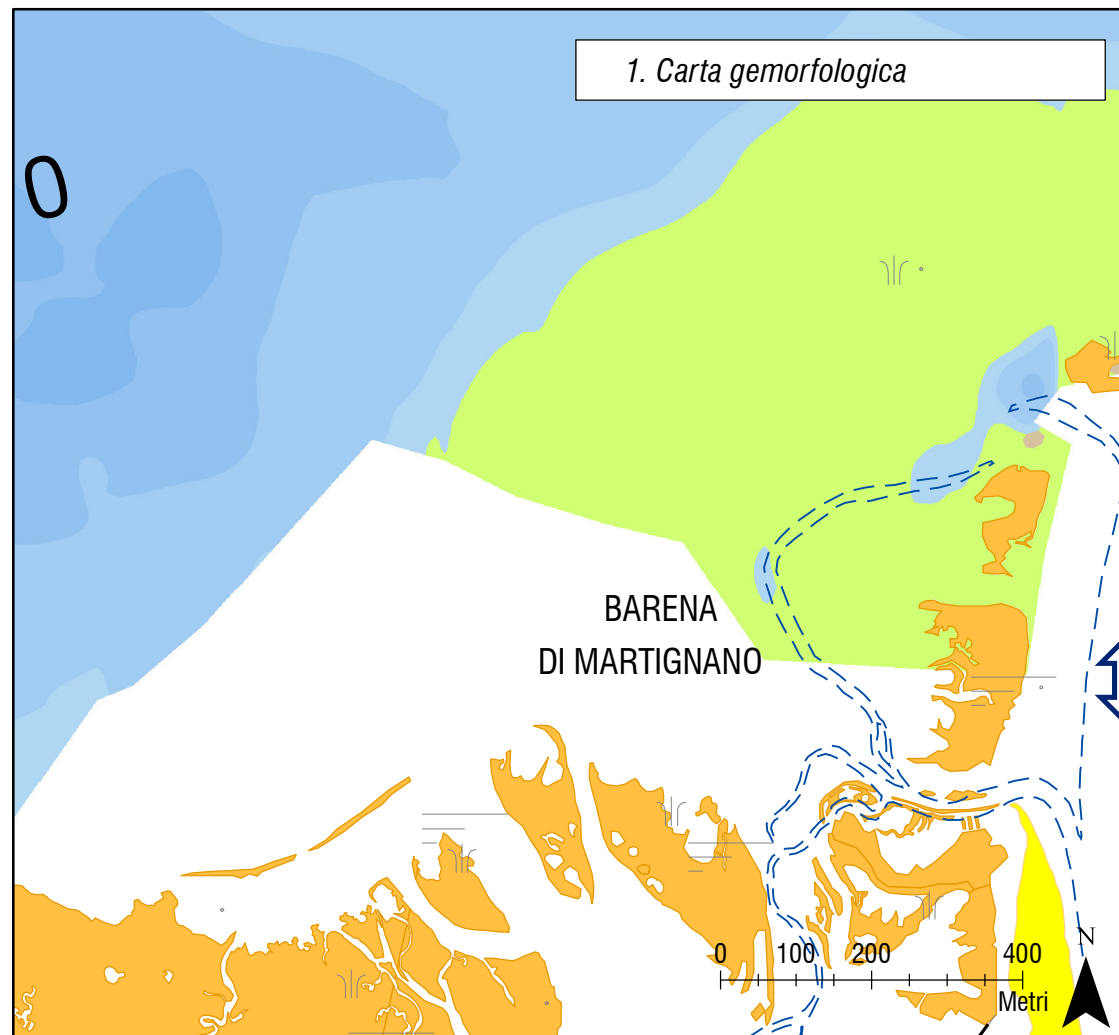 1. Carta gemorfologica
0
BARENA
DI MARTIGNANO
0 100 200 400
Metri
N